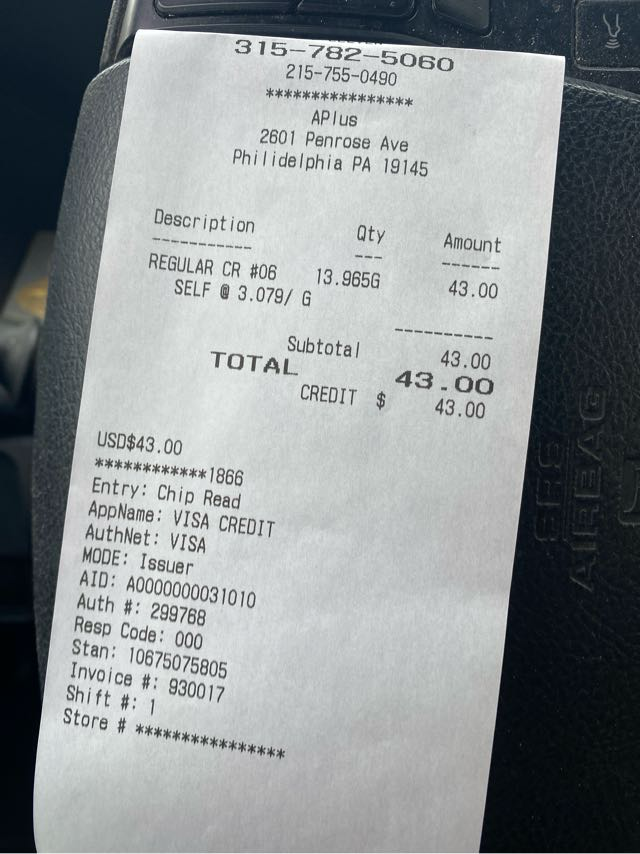 315-782-5060
215-755-0490
****************
APlus
2601 Penrose Ave
Philidelphia PA 19145
Description Qty Amount
----------- --- ------
REGULAR CR #06 13.965G 43.00
SELF @ 3.079/ G
----------
Subtotal 43.00
TOTAL 43.00
CREDIT $ 43.00
USD$43.00
************1866
Entry: Chip Read
AppName: VISA CREDIT
AuthNet: VISA
MODE: Issuer
AID: A0000000031010
Auth #: 299768
Resp Code: 000
Stan: 10675075805
Invoice #: 930017
Shift #: 1
Store # ****************
SRS
AIRBAG